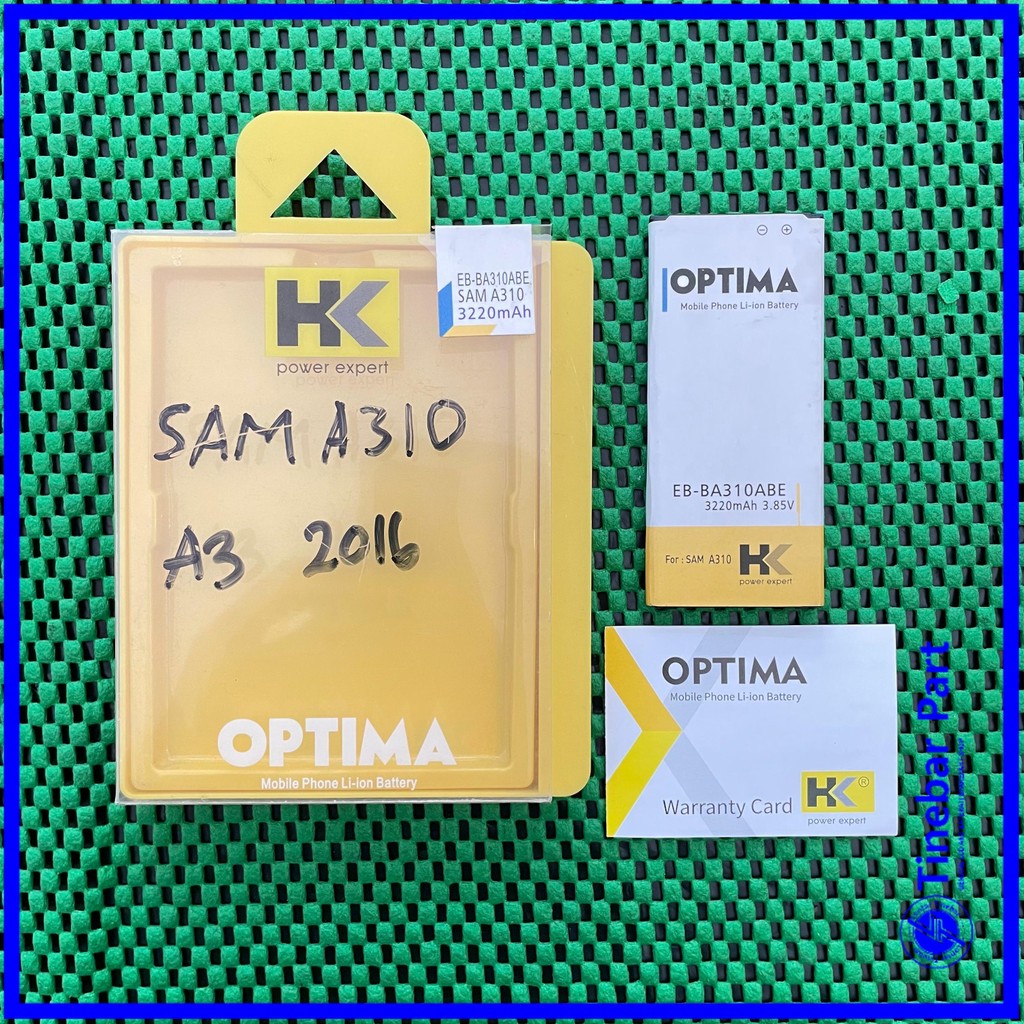 HK
power expert
EB-BA310ABE
SAM A310
3220mAh
SAM A310
A3 2016
OPTIMA
Mobile Phone Li-ion Battery
OPTIMA
Mobile Phone Li-ion Battery
EB-BA310ABE
3220mAh 3.85V
For : SAM A310
HK
power expert
OPTIMA
Mobile Phone Li-ion Battery
Warranty Card
HK®
power expert
Tinebar Part